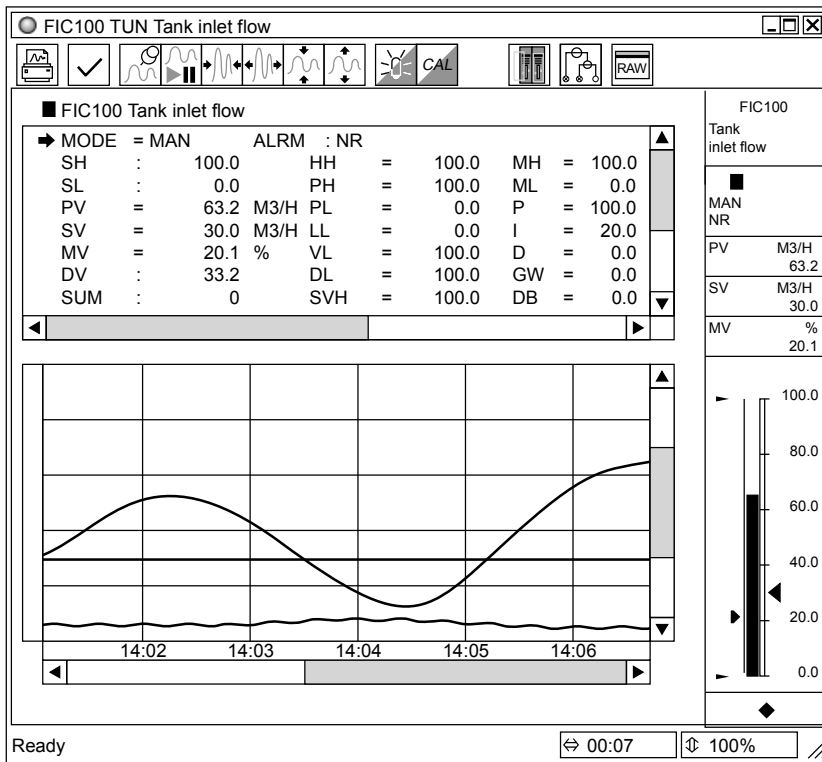 FIC100 TUN Tank inlet flow
CAL
RAW
FIC100 Tank inlet flow
MODE = MAN ALRM : NR
SH : 100.0 HH = 100.0 MH = 100.0
SL : 0.0 PH = 100.0 ML = 0.0
PV = 63.2 M3/H PL = 0.0 P = 100.0
SV = 30.0 M3/H LL = 0.0 I = 20.0
MV = 20.1 % VL = 100.0 D = 0.0
DV : 33.2 DL = 100.0 GW = 0.0
SUM : 0 SVH = 100.0 DB = 0.0
14:02 14:03 14:04 14:05 14:06
FIC100
Tank
inlet flow
MAN
NR
PV M3/H
63.2
SV M3/H
30.0
MV %
20.1
100.0
80.0
60.0
40.0
20.0
0.0
Ready
00:07
100%